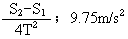 S₂-S₁
4T²
；9.75m/s²